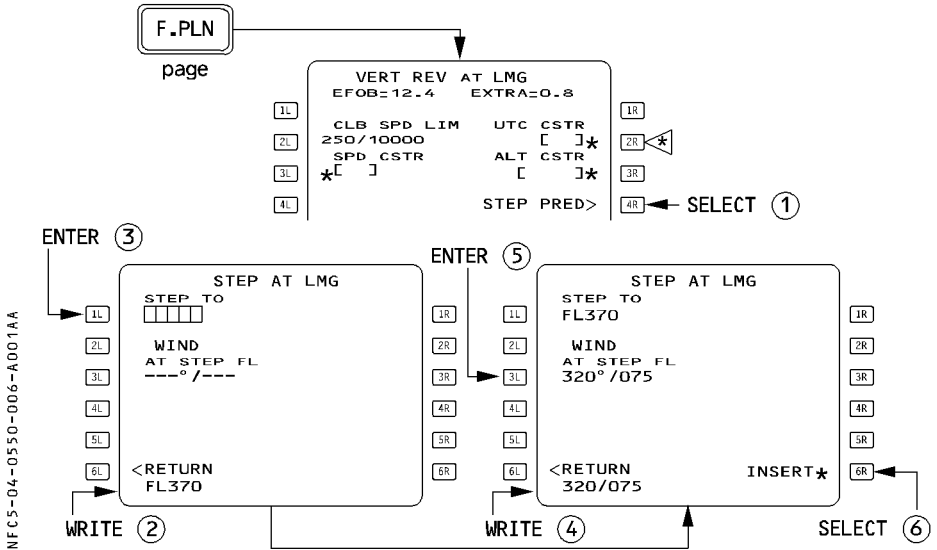 F.PLN
page
VERT REV AT LMG
EFOB=12.4 EXTRA=0.8
CLB SPD LIM UTC CSTR
250/10000 [ ]*
SPD CSTR ALT CSTR
*[ ] [ ]*
STEP PRED>
1L
2L
3L
4L
1R
2R
*
3R
4R
SELECT 1
ENTER 3
STEP AT LMG
STEP TO
WIND
AT STEP FL
---°/---
<RETURN
FL370
1L
2L
3L
4L
5L
6L
1R
2R
3R
4R
5R
6R
WRITE 2
ENTER 5
STEP AT LMG
STEP TO
FL370
WIND
AT STEP FL
320°/075
<RETURN INSERT*
320/075
1L
2L
3L
4L
5L
6L
1R
2R
3R
4R
5R
6R
WRITE 4
SELECT 6
NFC5-04-0550-006-A001AA